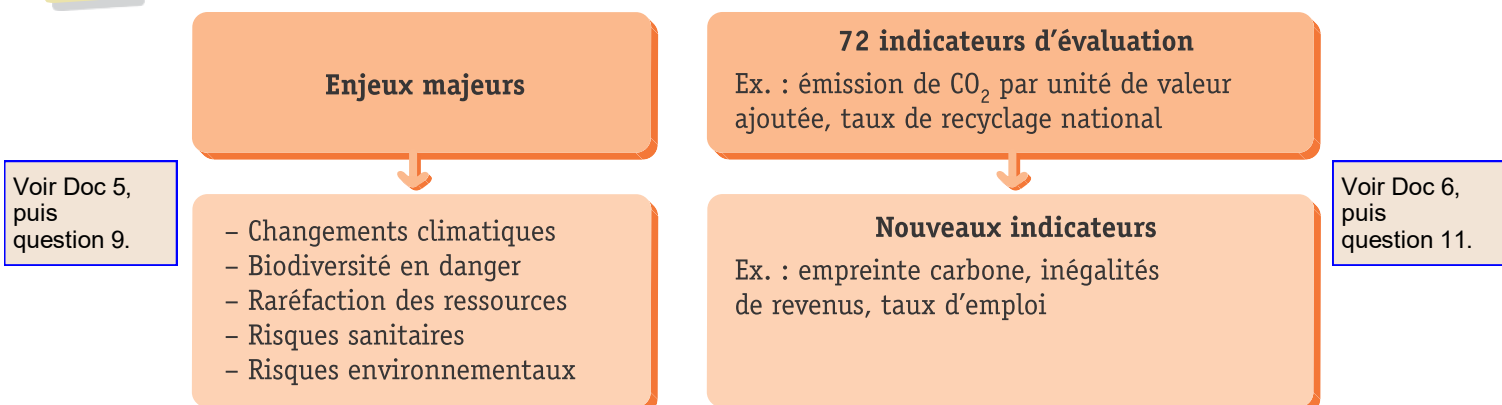 Enjeux majeurs
72 indicateurs d'évaluation
Ex. : émission de CO₂ par unité de valeur
ajoutée, taux de recyclage national
Voir Doc 5,
puis
question 9.
– Changements climatiques
– Biodiversité en danger
– Raréfaction des ressources
– Risques sanitaires
– Risques environnementaux
Nouveaux indicateurs
Ex. : empreinte carbone, inégalités
de revenus, taux d'emploi
Voir Doc 6,
puis
question 11.